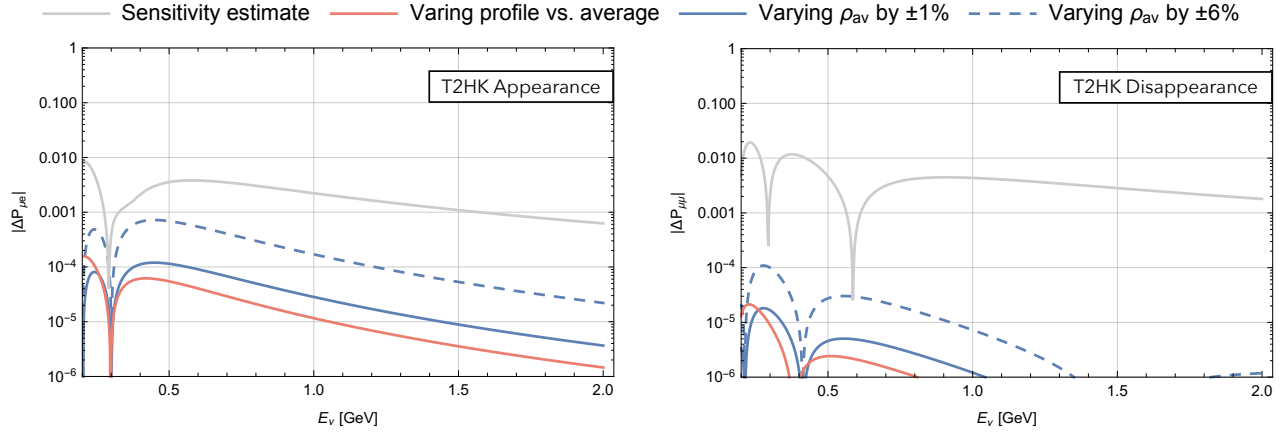 Sensitivity estimate
Varing profile vs. average
Varying ρav by ±1%
Varying ρav by ±6%
T2HK Appearance
1
0.100
0.010
0.001
10⁻⁴
10⁻⁵
10⁻⁶
|ΔPμe|
0.5
1.0
1.5
2.0
Eν [GeV]
T2HK Disappearance
1
0.100
0.010
0.001
10⁻⁴
10⁻⁵
10⁻⁶
|ΔPμμ|
0.5
1.0
1.5
2.0
Eν [GeV]